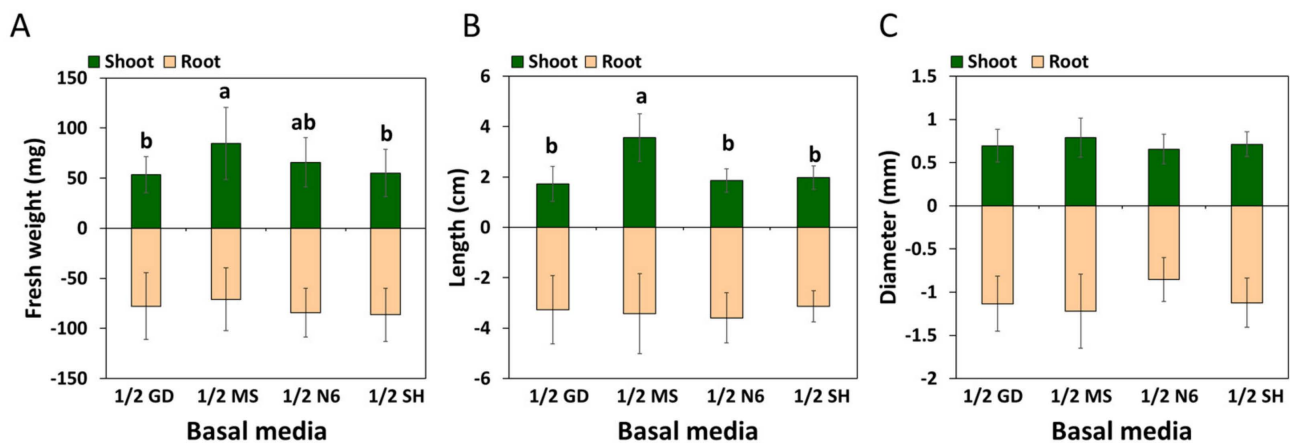 A
Shoot Root
Fresh weight (mg)
150
100
50
0
-50
-100
-150
b a ab b
1/2 GD 1/2 MS 1/2 N6 1/2 SH
Basal media
B
Shoot Root
Length (cm)
6
4
2
0
-2
-4
-6
b a b b
1/2 GD 1/2 MS 1/2 N6 1/2 SH
Basal media
C
Shoot Root
Diameter (mm)
1.5
1
0.5
0
-0.5
-1
-1.5
-2
1/2 GD 1/2 MS 1/2 N6 1/2 SH
Basal media